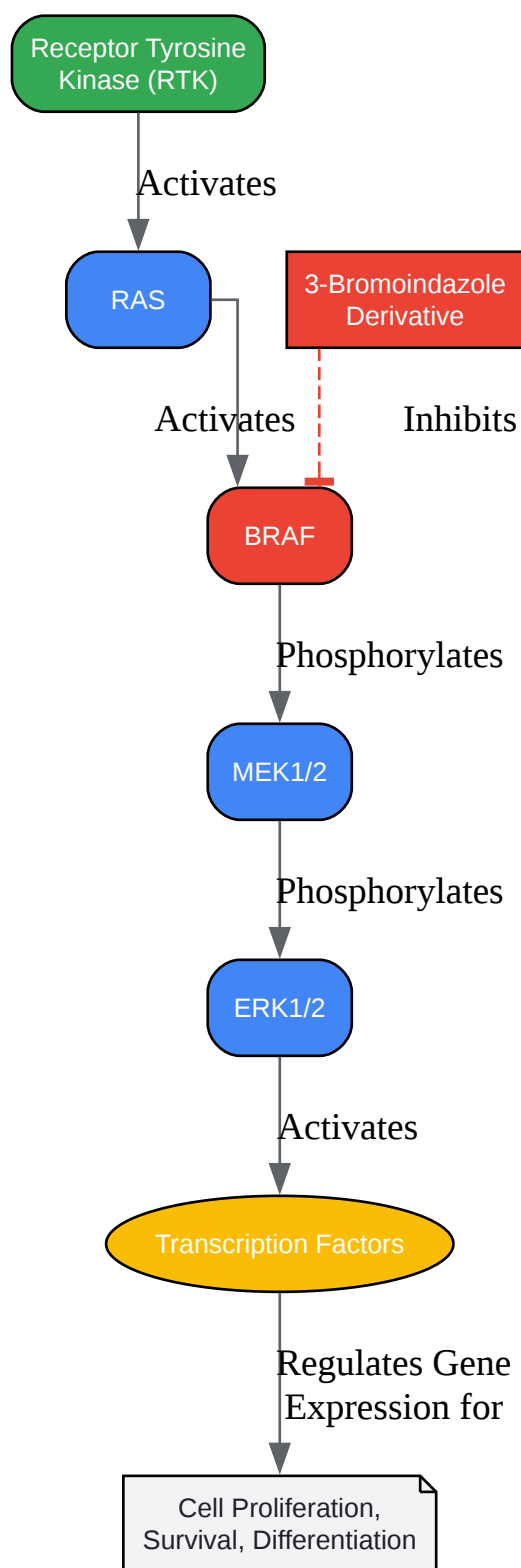 Receptor Tyrosine
Kinase (RTK)
Activates
RAS
3-Bromoindazole
Derivative
Activates
Inhibits
BRAF
Phosphorylates
MEK1/2
Phosphorylates
ERK1/2
Activates
Transcription Factors
Regulates Gene
Expression for
Cell Proliferation,
Survival, Differentiation